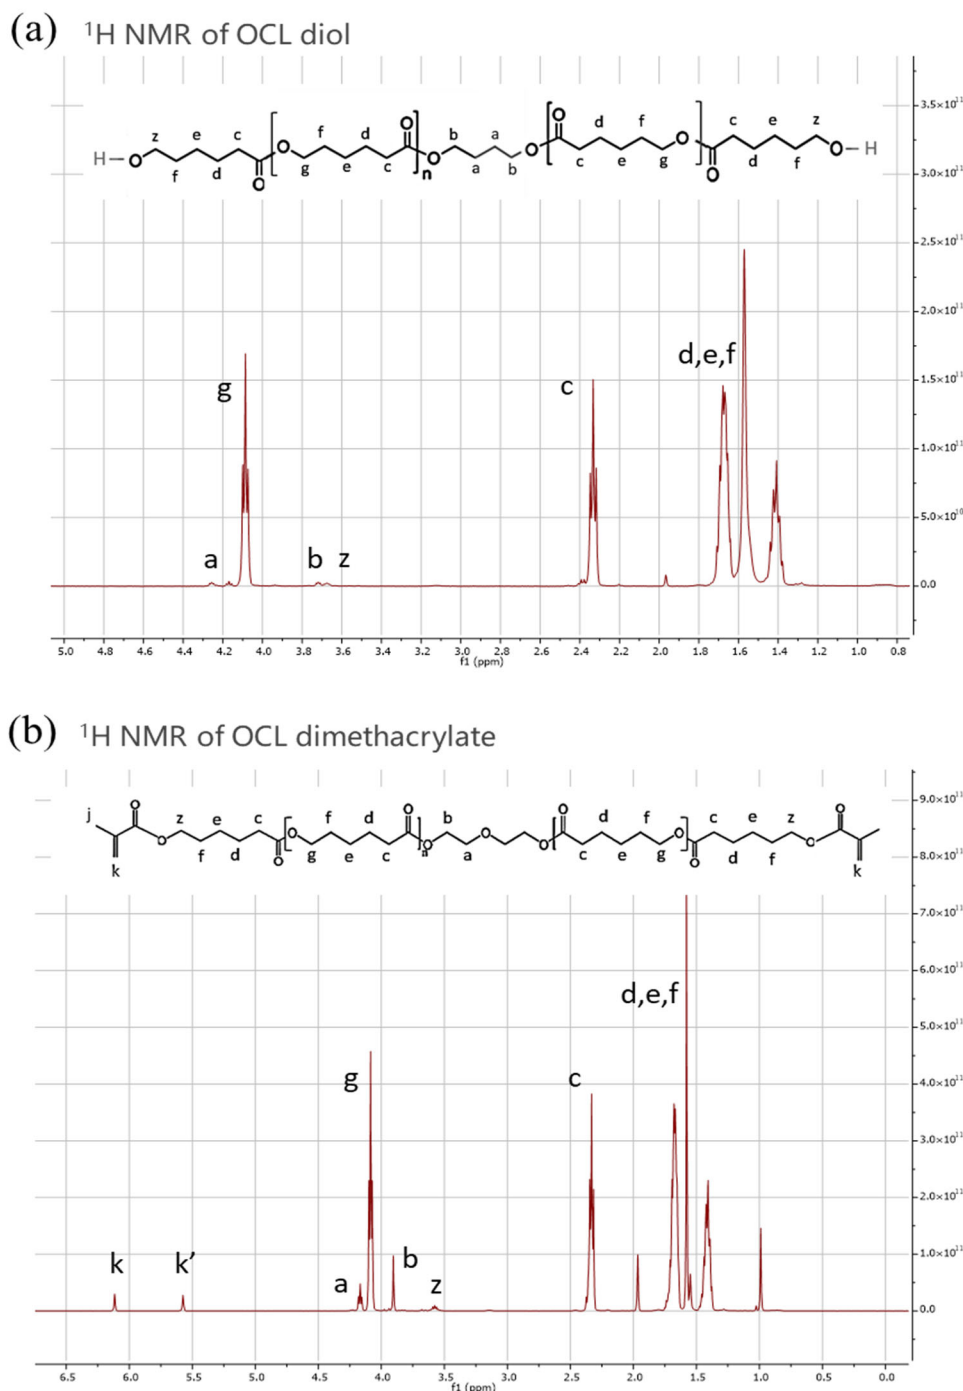 (a) ¹H NMR of OCL diol
3.5×10¹¹
O d f c e z
z e c f d O b a O
H O O O O O H
f d g e c n a b c e g d f
O O
3.0×10¹¹
2.5×10¹¹
2.0×10¹¹
d,e,f
g c 1.5×10¹¹
1.0×10¹¹
5.0×10¹⁰
a b z
0.0
5.0 4.8 4.6 4.4 4.2 4.0 3.8 3.6 3.4 3.2 3.0 2.8 2.6 2.4 2.2 2.0 1.8 1.6 1.4 1.2 1.0 0.8
f1 (ppm)
(b) ¹H NMR of OCL dimethacrylate
9.0×10¹¹
j O z e c f d O b O d f c e z O
O O O O O O O
f d g e c a c e g d f
k O O k
8.0×10¹¹
7.0×10¹¹
6.0×10¹¹
d,e,f
5.0×10¹¹
g c 4.0×10¹¹
3.0×10¹¹
2.0×10¹¹
k k' b 1.0×10¹¹
a z
0.0
6.5 6.0 5.5 5.0 4.5 4.0 3.5 3.0 2.5 2.0 1.5 1.0 0.5 0.0
f1 (ppm)